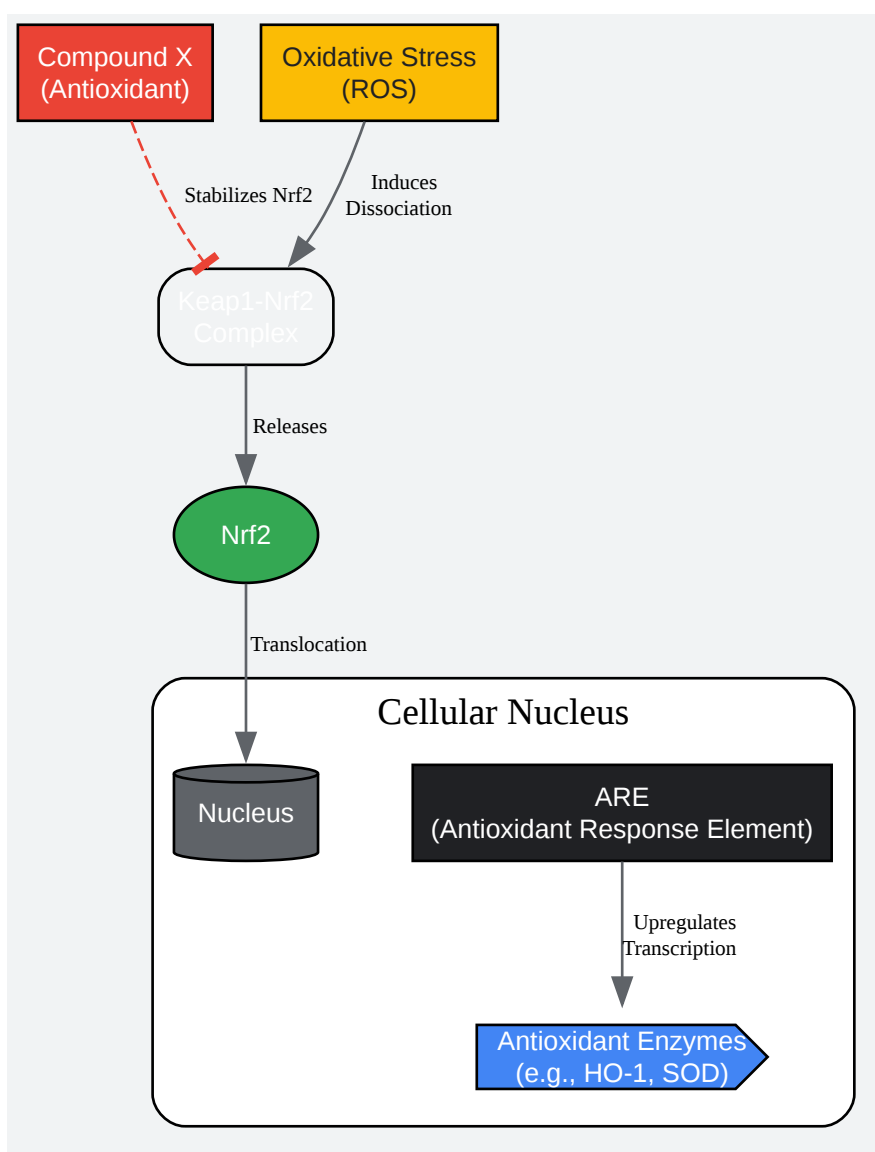 Compound X
(Antioxidant)
Oxidative Stress
(ROS)
Stabilizes Nrf2
Induces
Dissociation
Keap1-Nrf2
Complex
Releases
Nrf2
Translocation
Cellular Nucleus
Nucleus
ARE
(Antioxidant Response Element)
Upregulates
Transcription
Antioxidant Enzymes
(e.g., HO-1, SOD)